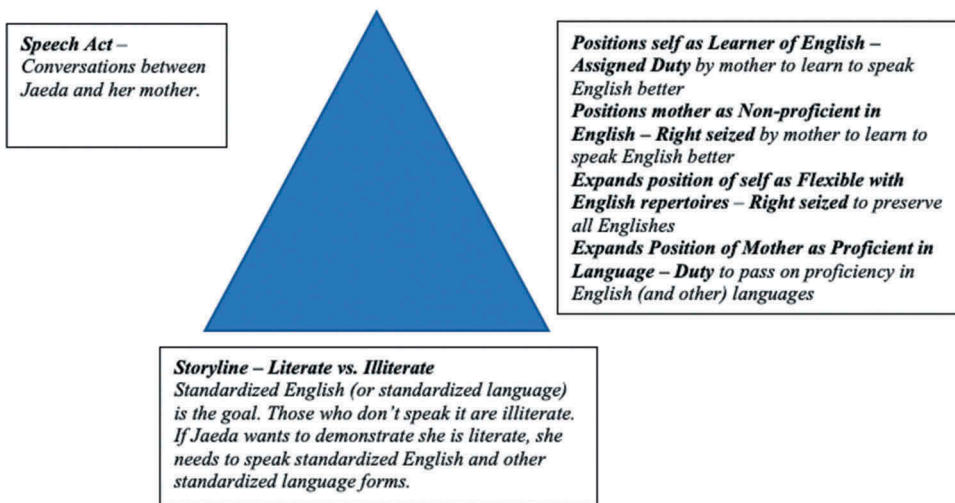 Speech Act –
Conversations between
Jaeda and her mother.
Positions self as Learner of English –
Assigned Duty by mother to learn to speak
English better
Positions mother as Non-proficient in
English – Right seized by mother to learn to
speak English better
Expands position of self as Flexible with
English repertoires – Right seized to preserve
all Englishes
Expands Position of Mother as Proficient in
Language – Duty to pass on proficiency in
English (and other) languages
Storyline – Literate vs. Illiterate
Standardized English (or standardized language)
is the goal. Those who don't speak it are illiterate.
If Jaeda wants to demonstrate she is literate, she
needs to speak standardized English and other
standardized language forms.